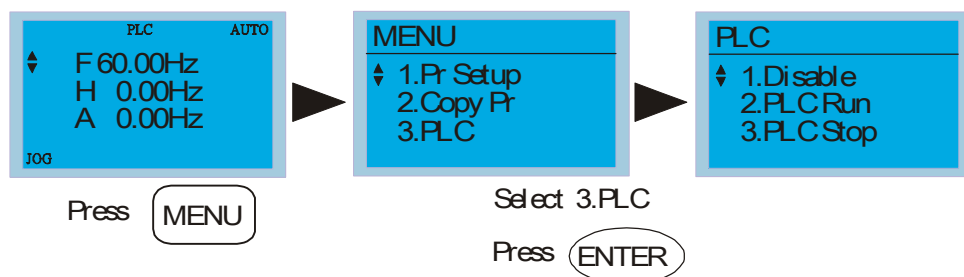 PLC AUTO
F 60.00Hz
H 0.00Hz
A 0.00Hz
JOG
Press MENU
MENU
1.Pr Setup
2.Copy Pr
3.PLC
Select 3.PLC
Press ENTER
PLC
1.Disable
2.PLC Run
3.PLC Stop